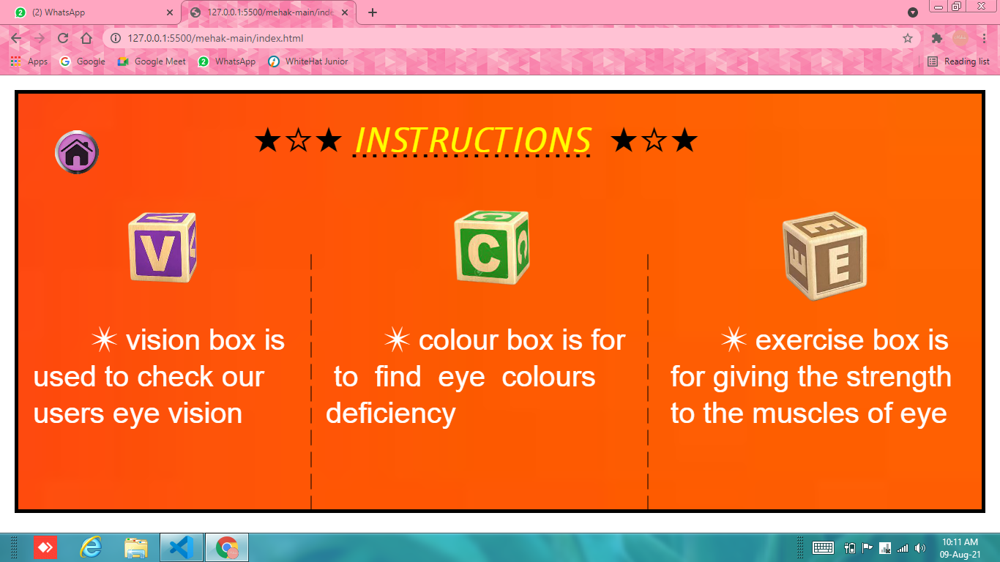 (2) WhatsApp
127.0.0.1:5500/mehak-main/inde
127.0.0.1:5500/mehak-main/index.html
Apps Google Google Meet WhatsApp WhiteHat Junior Reading list
★☆★ INSTRUCTIONS ★☆★
V
C
E
vision box is
used to check our
users eye vision
colour box is for
to find eye colours
deficiency
exercise box is
for giving the strength
to the muscles of eye
10:11 AM
09-Aug-21